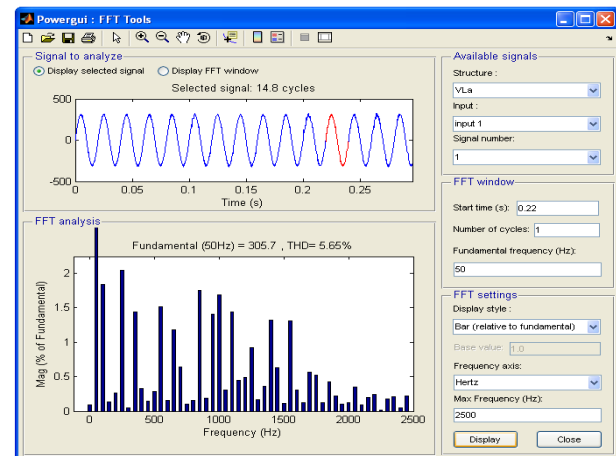 Powergui : FFT Tools
Signal to analyze
Display selected signal
Display FFT window
Selected signal: 14.8 cycles
500
0
-500
0
0.05
0.1
0.15
0.2
0.25
Time (s)
FFT analysis
Fundamental (50Hz) = 305.7 , THD= 5.65%
2
1.5
1
0.5
0
Mag (% of Fundamental)
0
500
1000
1500
2000
2500
Frequency (Hz)
Available signals
Structure :
VLa
Input :
input 1
Signal number:
1
FFT window
Start time (s):
0.22
Number of cycles:
1
Fundamental frequency (Hz):
50
FFT settings
Display style :
Bar (relative to fundamental)
Base value:
1.0
Frequency axis:
Hertz
Max Frequency (Hz):
2500
Display
Close